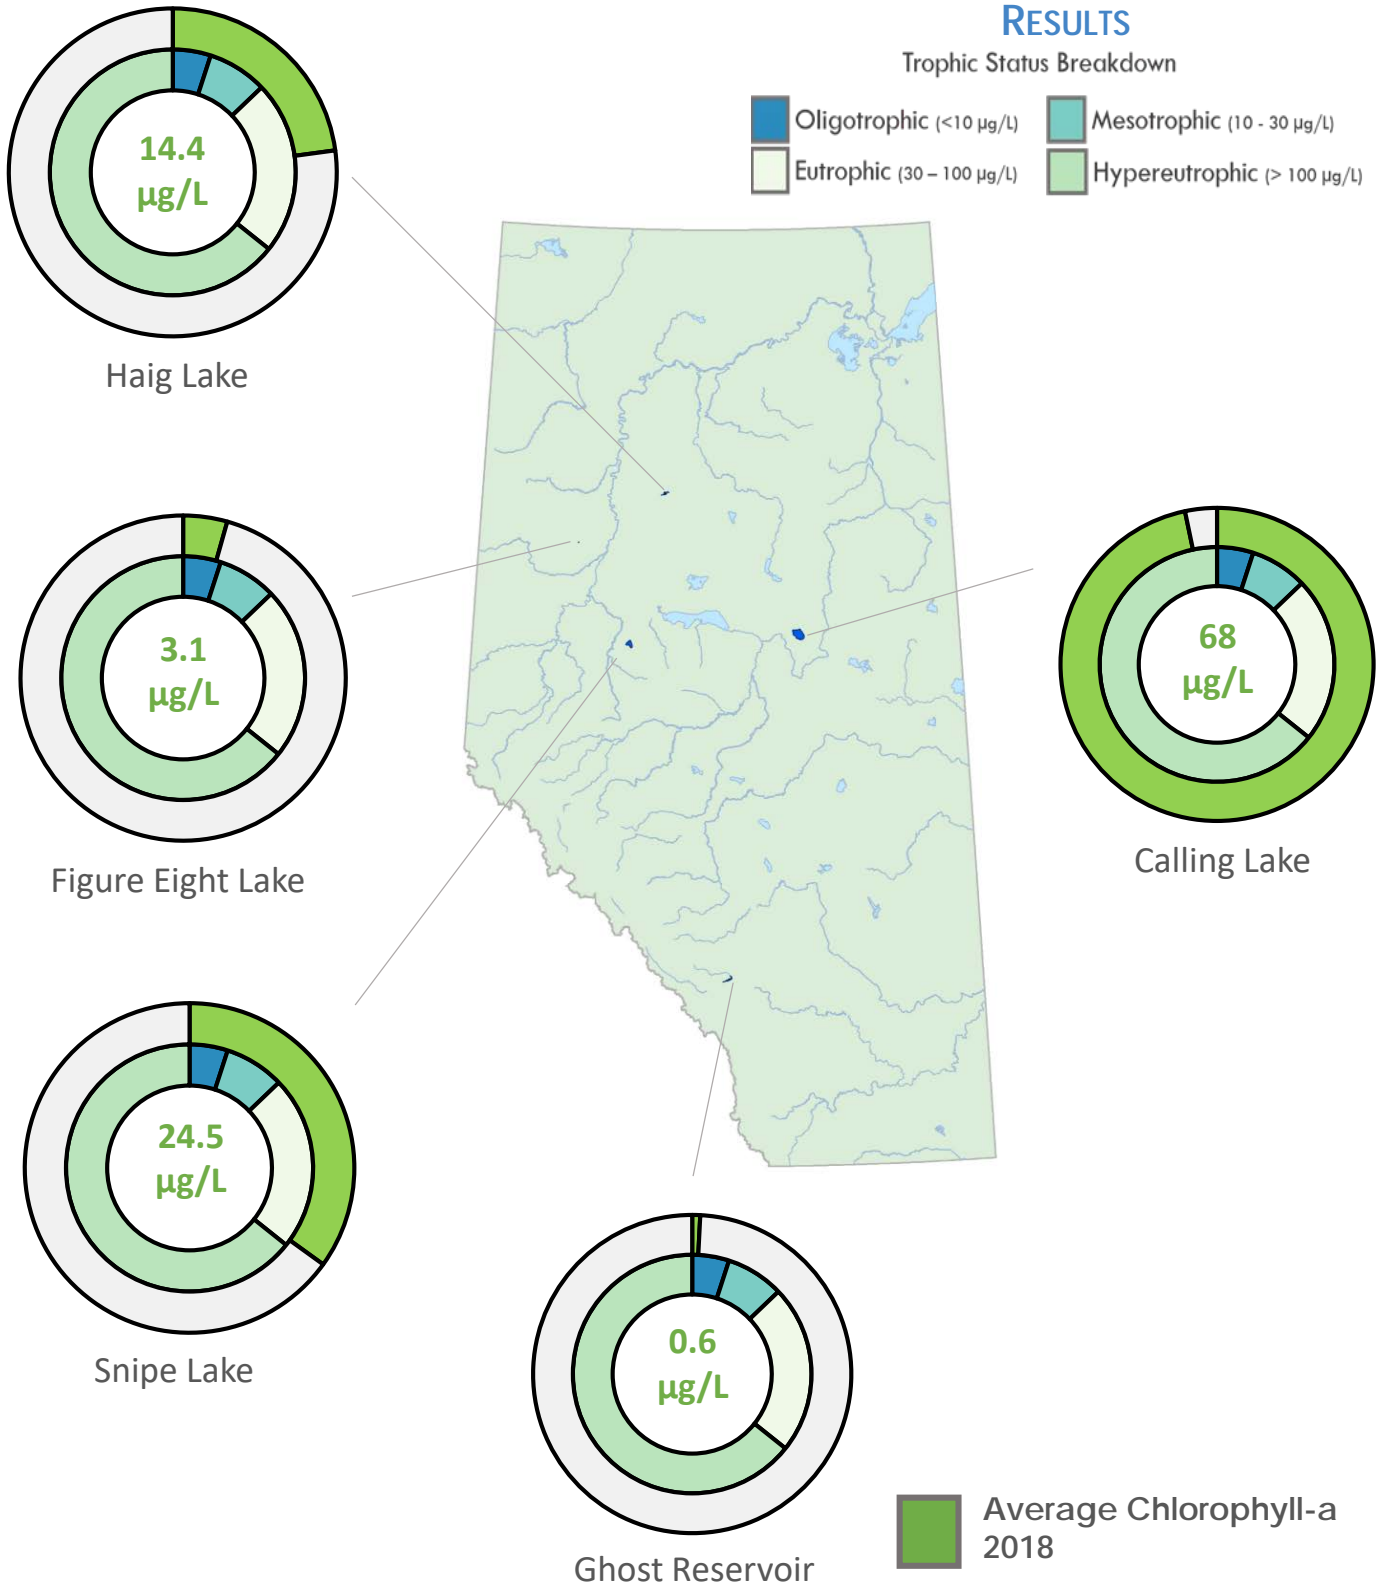 RESULTS
Trophic Status Breakdown
Oligotrophic (<10 µg/L)
Mesotrophic (10 - 30 µg/L)
Eutrophic (30 – 100 µg/L)
Hypereutrophic (> 100 µg/L)
14.4
µg/L
Haig Lake
3.1
µg/L
Figure Eight Lake
68
µg/L
Calling Lake
24.5
µg/L
Snipe Lake
0.6
µg/L
Ghost Reservoir
Average Chlorophyll-a
2018